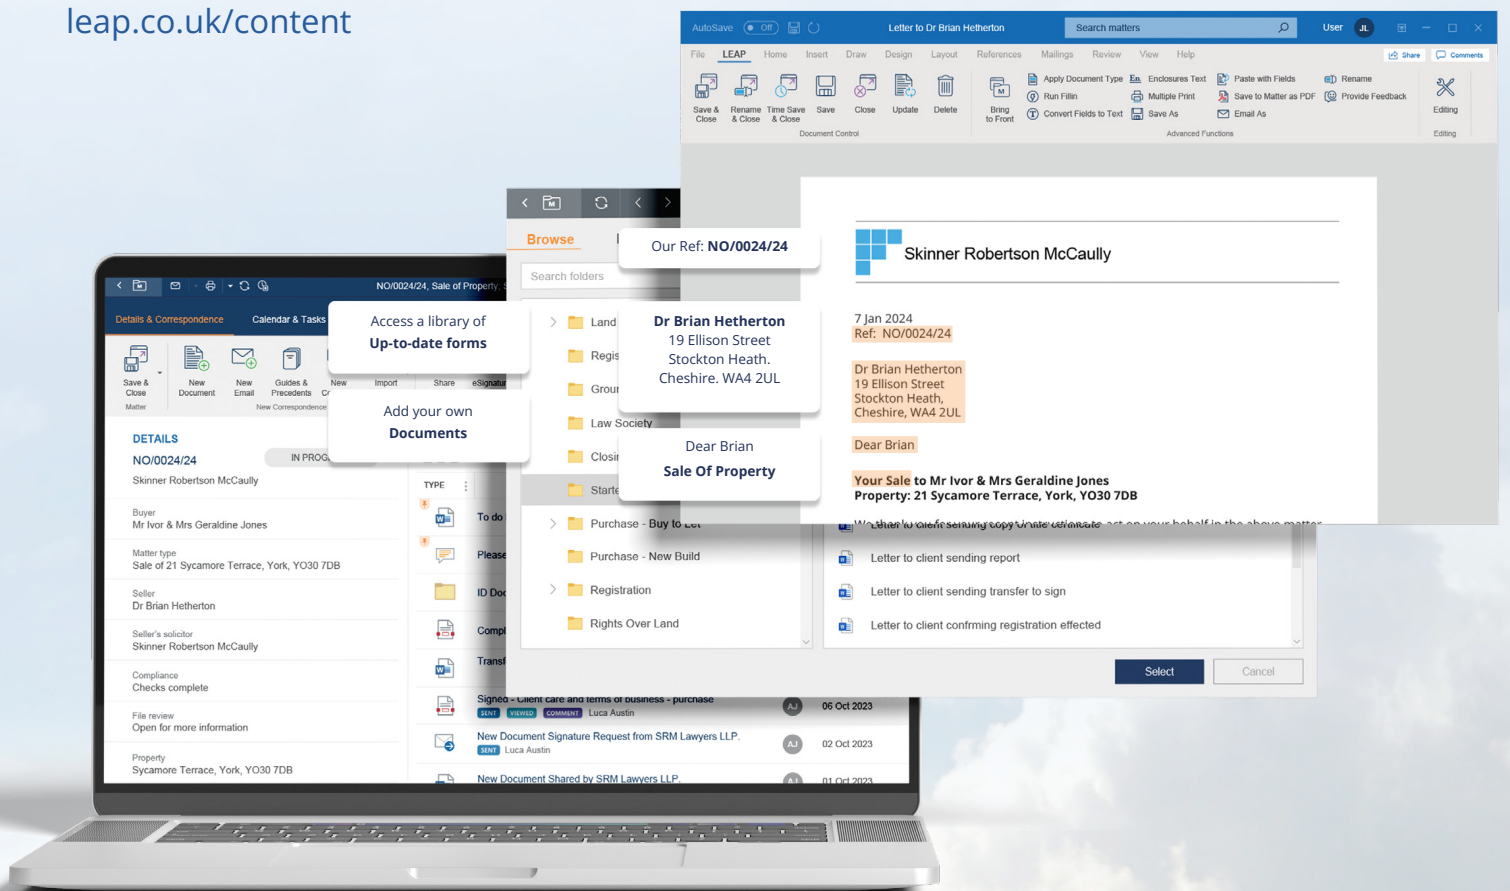 leap.co.uk/content
AutoSave Off
Letter to Dr Brian Hetherton
Search matters
User JL
File LEAP Home Insert Draw Design Layout References Mailings Review View Help
Share Comments
Save & Close
Rename & Close
Time Save & Close
Save
Close
Update
Delete
Document Control
Bring to Front
Apply Document Type
Run Fillin
Convert Fields to Text
Enclosures Text
Multiple Print
Save As
Paste with Fields
Save to Matter as PDF
Email As
Rename
Provide Feedback
Advanced Functions
Editing
Editing
Skinner Robertson McCaully
7 Jan 2024
Ref: NO/0024/24
Dr Brian Hetherton
19 Ellison Street
Stockton Heath,
Cheshire, WA4 2UL
Dear Brian
Your Sale to Mr Ivor & Mrs Geraldine Jones
Property: 21 Sycamore Terrace, York, YO30 7DB
Our Ref: NO/0024/24
Dr Brian Hetherton
19 Ellison Street
Stockton Heath.
Cheshire. WA4 2UL
Dear Brian
Sale Of Property
Browse
Search folders
Land
Law Society
Purchase - Buy to Let
Purchase - New Build
Registration
Rights Over Land
Letter to client sending copy of title certificate
Letter to client sending report
Letter to client sending transfer to sign
Letter to client confrming registration effected
Select
Cancel
Access a library of
Up-to-date forms
Add your own
Documents
NO/0024/24, Sale of Property;
Details & Correspondence
Calendar & Tasks
Save & Close
New Document
New Email
Guides & Precedents
New
Import
Share
Matter
New Correspondence
DETAILS
NO/0024/24
Skinner Robertson McCaully
Buyer
Mr Ivor & Mrs Geraldine Jones
Matter type
Sale of 21 Sycamore Terrace, York, YO30 7DB
Seller
Dr Brian Hetherton
Seller's solicitor
Skinner Robertson McCaully
Compliance
Checks complete
File review
Open for more information
Property
Sycamore Terrace, York, YO30 7DB
TYPE
To do
Please
ID
Signed - Client care and terms of business - purchase
SENT VIEWED COMMENT Luca Austin
AJ 06 Oct 2023
New Document Signature Request from SRM Lawyers LLP.
SENT Luca Austin
AJ 02 Oct 2023
New Document Shared by SRM Lawyers LLP.
AJ 01 Oct 2023